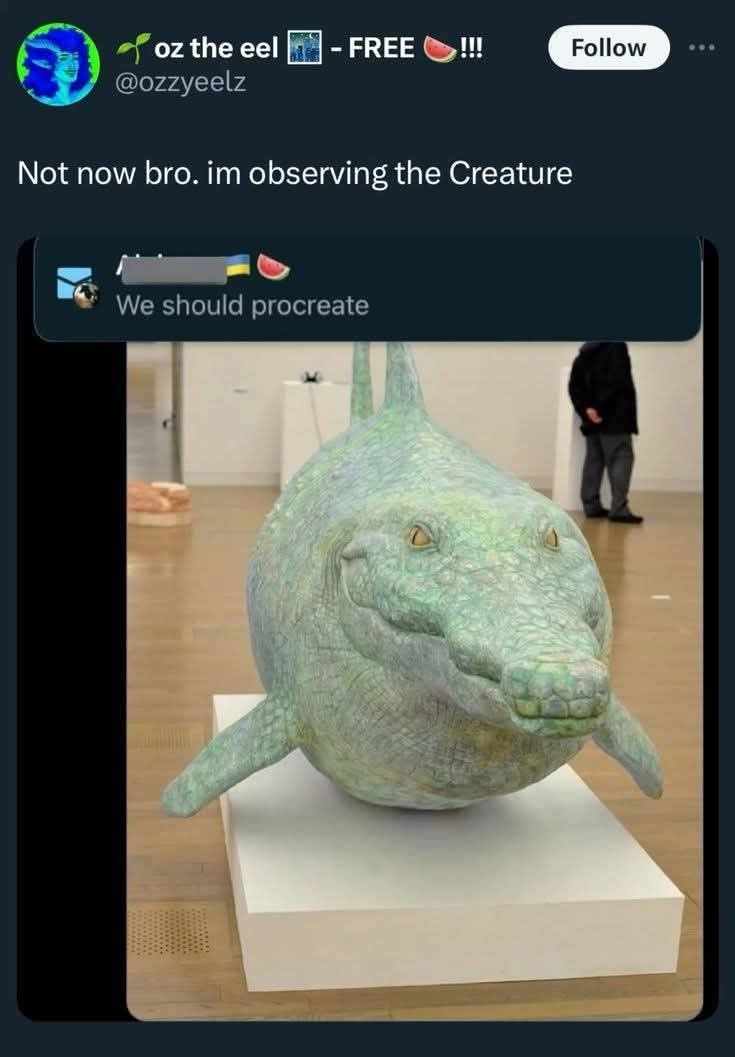 🌱 oz the eel 🌃 - FREE 🍉!!!
Follow
@ozzyeelz
Not now bro. im observing the Creature
🇺🇦🍉
We should procreate